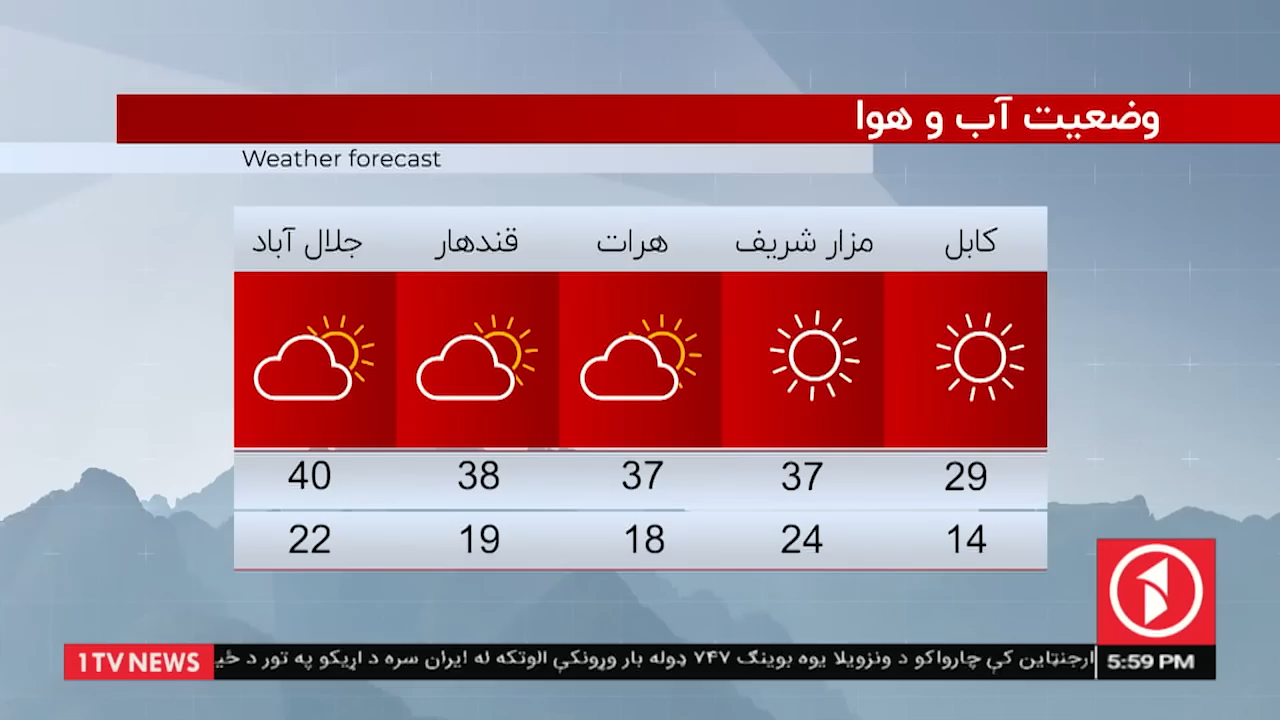 وضعیت آب و هوا
Weather forecast
کابل مزار شریف هرات قندهار جلال آباد
29 37 37 38 40
14 24 18 19 22
1TV NEWS
ارجنټاین کې چارواکو د ونزویلا یوه بوینګ ۷۴۷ ډوله بار وړونکې الوتکه له ایران سره د اړیکو په تور د
5:59 PM